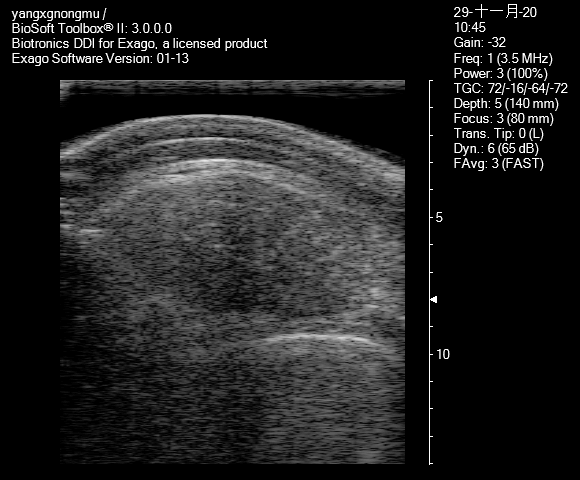 yangxgnongmu /
BioSoft Toolbox® II: 3.0.0.0
Biotronics DDI for Exago, a licensed product
Exago Software Version: 01-13
29-十一月-20
10:45
Gain: -32
Freq: 1 (3.5 MHz)
Power: 3 (100%)
TGC: 72/-16/-64/-72
Depth: 5 (140 mm)
Focus: 3 (80 mm)
Trans. Tip: 0 (L)
Dyn.: 6 (65 dB)
FAvg: 3 (FAST)
5
10